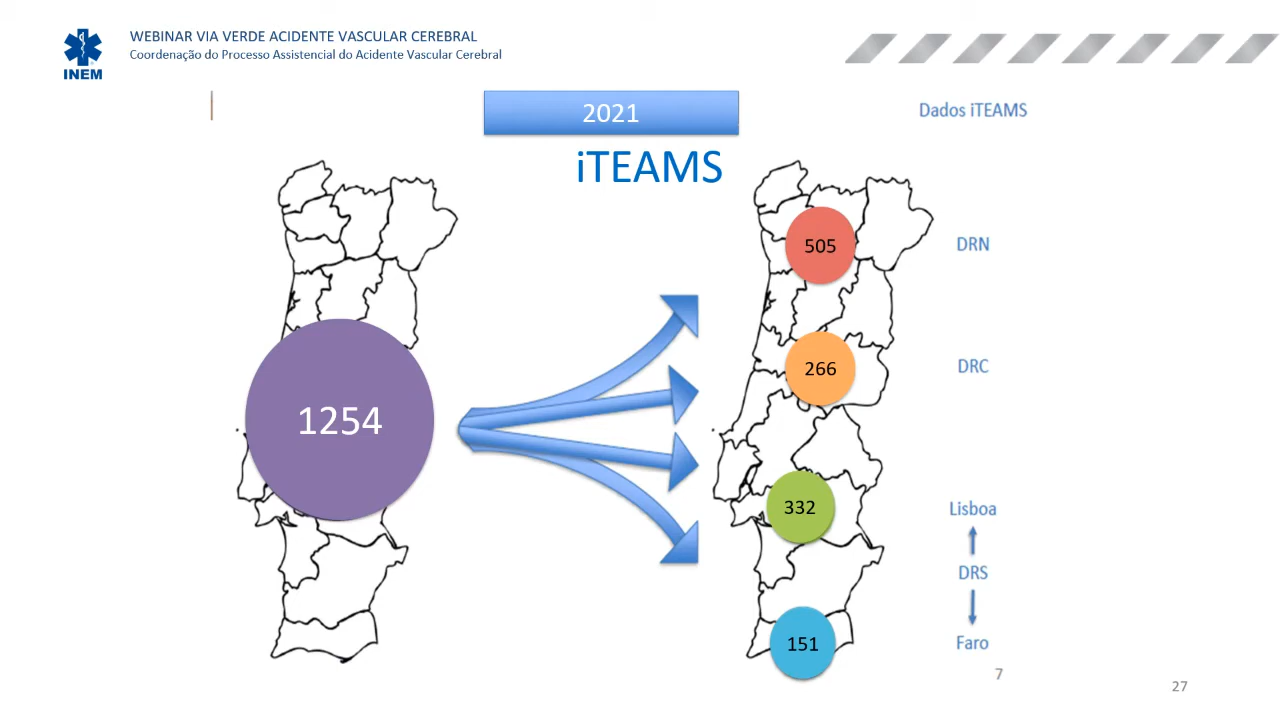 WEBINAR VIA VERDE ACIDENTE VASCULAR CEREBRAL
Coordenação do Processo Assistencial do Acidente Vascular Cerebral
INEM
2021
Dados iTEAMS
iTEAMS
505
DRN
266
DRC
1254
332
Lisboa
DRS
151
Faro
7
27